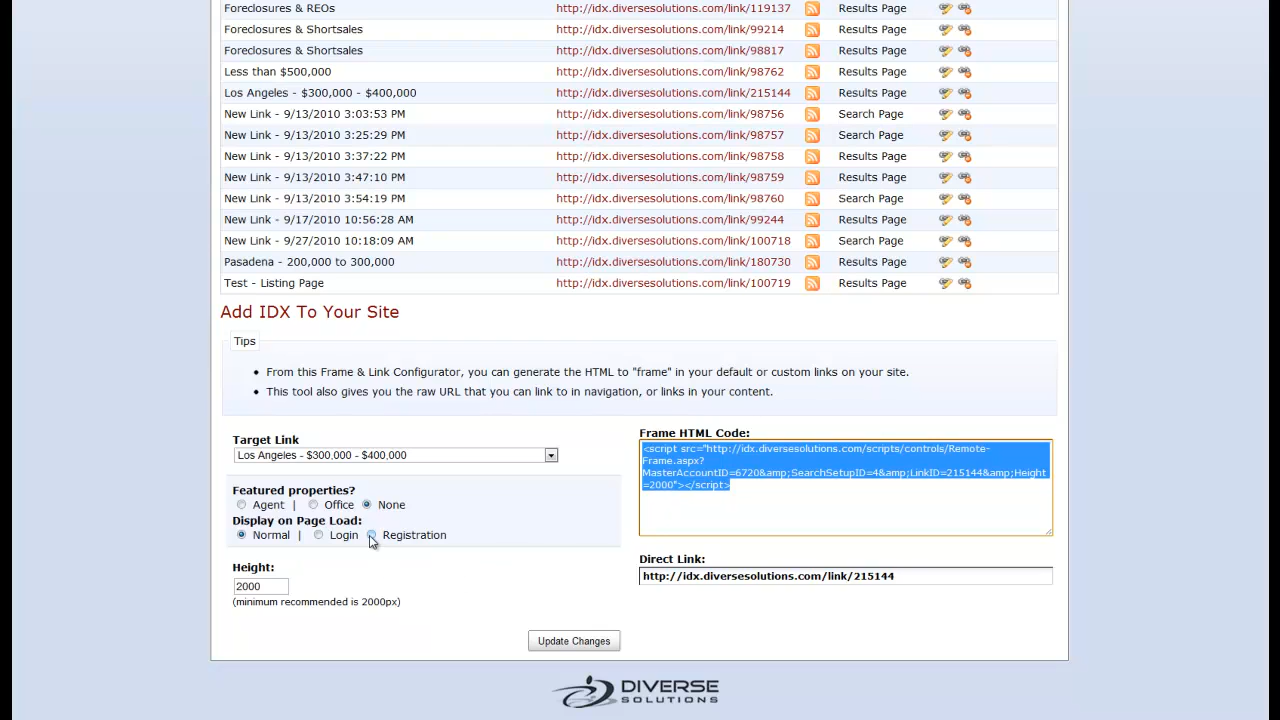 Foreclosures & REOs http://idx.diversesolutions.com/link/119137 Results Page
Foreclosures & Shortsales http://idx.diversesolutions.com/link/99214 Results Page
Foreclosures & Shortsales http://idx.diversesolutions.com/link/98817 Results Page
Less than $500,000 http://idx.diversesolutions.com/link/98762 Results Page
Los Angeles - $300,000 - $400,000 http://idx.diversesolutions.com/link/215144 Results Page
New Link - 9/13/2010 3:03:53 PM http://idx.diversesolutions.com/link/98756 Search Page
New Link - 9/13/2010 3:25:29 PM http://idx.diversesolutions.com/link/98757 Search Page
New Link - 9/13/2010 3:37:22 PM http://idx.diversesolutions.com/link/98758 Results Page
New Link - 9/13/2010 3:47:10 PM http://idx.diversesolutions.com/link/98759 Results Page
New Link - 9/13/2010 3:54:19 PM http://idx.diversesolutions.com/link/98760 Search Page
New Link - 9/17/2010 10:56:28 AM http://idx.diversesolutions.com/link/99244 Results Page
New Link - 9/27/2010 10:18:09 AM http://idx.diversesolutions.com/link/100718 Search Page
Pasadena - 200,000 to 300,000 http://idx.diversesolutions.com/link/180730 Results Page
Test - Listing Page http://idx.diversesolutions.com/link/100719 Results Page
Add IDX To Your Site
Tips
• From this Frame & Link Configurator, you can generate the HTML to "frame" in your default or custom links on your site.
• This tool also gives you the raw URL that you can link to in navigation, or links in your content.
Target Link
Los Angeles - $300,000 - $400,000
Featured properties?
Agent | Office None
Display on Page Load:
Normal | Login Registration
Height:
2000
(minimum recommended is 2000px)
Frame HTML Code:
<script src="http://idx.diversesolutions.com/scripts/controls/Remote-
Frame.aspx?
MasterAccountID=6720&amp;SearchSetupID=4&amp;LinkID=215144&amp;Height
=2000"></script>
Direct Link:
http://idx.diversesolutions.com/link/215144
Update Changes
DIVERSE
SOLUTIONS